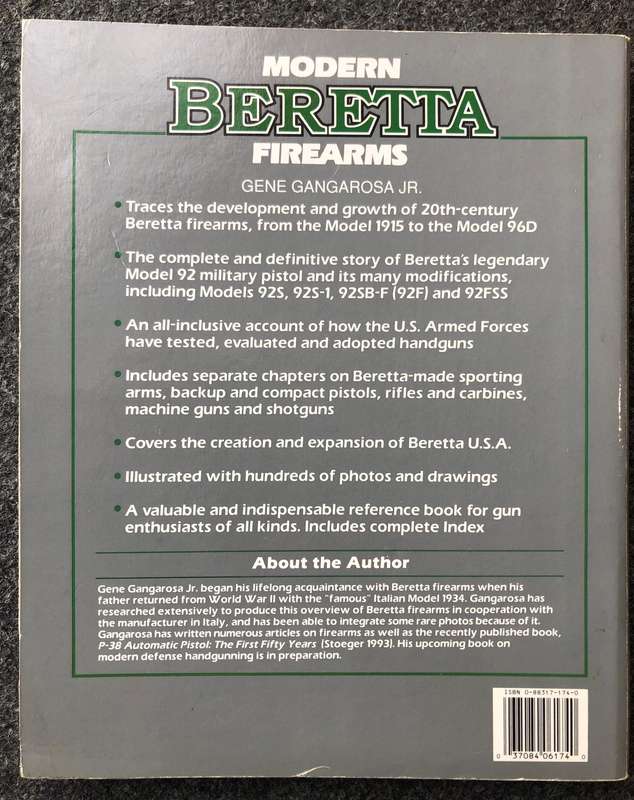 MODERN
BERETTA
FIREARMS
GENE GANGAROSA JR.
• Traces the development and growth of 20th-century
Beretta firearms, from the Model 1915 to the Model 96D
• The complete and definitive story of Beretta's legendary
Model 92 military pistol and its many modifications,
including Models 92S, 92S-1, 92SB-F (92F) and 92FSS
• An all-inclusive account of how the U.S. Armed Forces
have tested, evaluated and adopted handguns
• Includes separate chapters on Beretta-made sporting
arms, backup and compact pistols, rifles and carbines,
machine guns and shotguns
• Covers the creation and expansion of Beretta U.S.A.
• Illustrated with hundreds of photos and drawings
• A valuable and indispensable reference book for gun
enthusiasts of all kinds. Includes complete Index
About the Author
Gene Gangarosa Jr. began his lifelong acquaintance with Beretta firearms when his
father returned from World War II with the "famous" Italian Model 1934. Gangarosa has
researched extensively to produce this overview of Beretta firearms in cooperation with
the manufacturer in Italy, and has been able to integrate some rare photos because of it.
Gangarosa has written numerous articles on firearms as well as the recently published book,
P-38 Automatic Pistol: The First Fifty Years (Stoeger 1993). His upcoming book on
modern defense handgunning is in preparation.
ISBN 0-88317-174-0
0 37084 06174 0